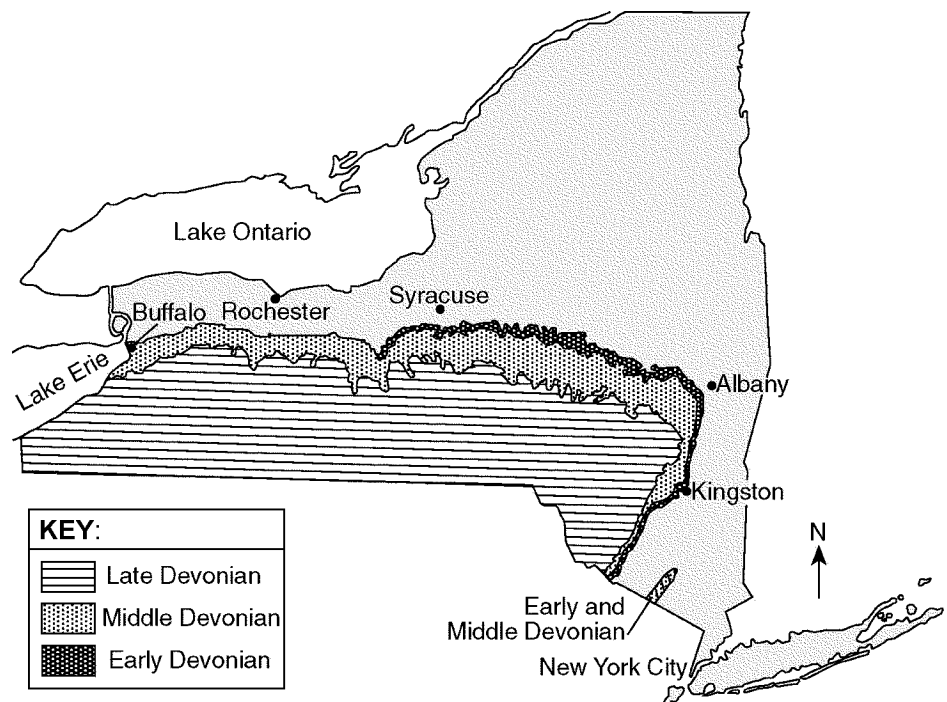 Lake Ontario
Syracuse
Buffalo
Rochester
Lake Erie
Albany
Kingston
KEY:
Late Devonian
Middle Devonian
Early Devonian
N
Early and
Middle Devonian
New York City